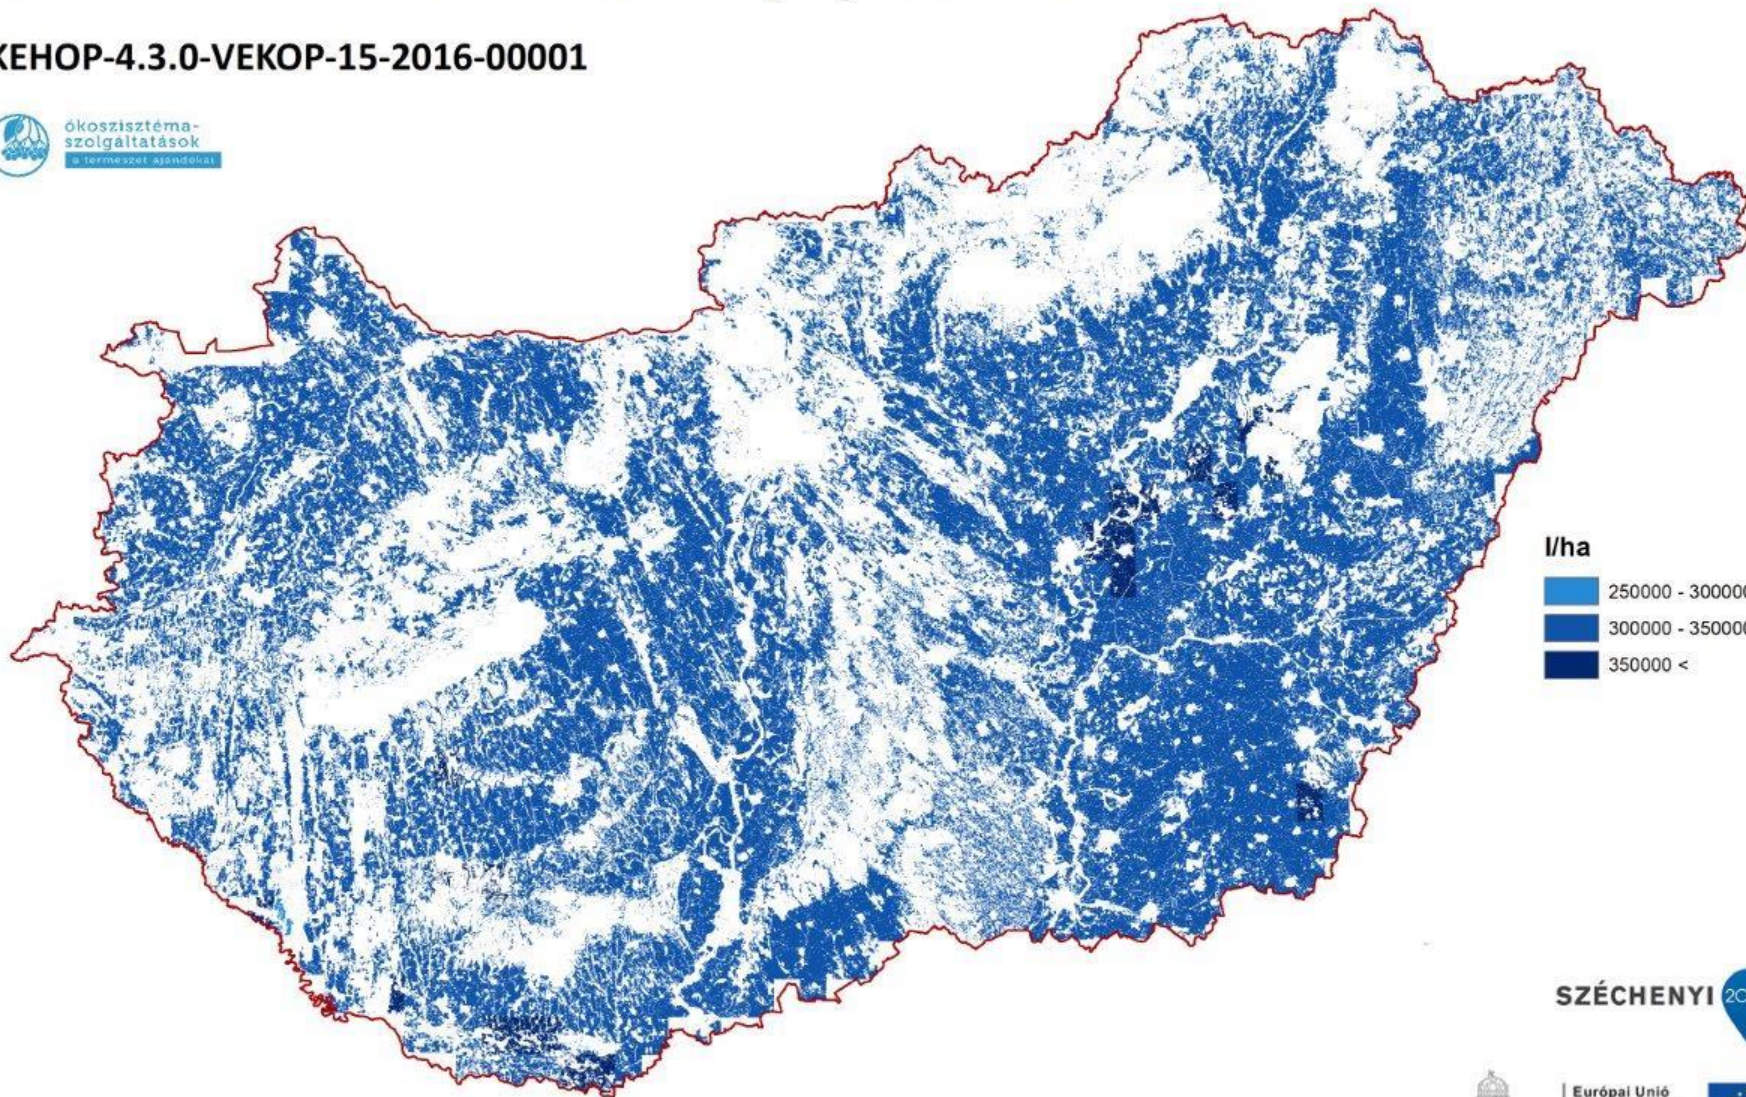 KEHOP-4.3.0-VEKOP-15-2016-00001
ökoszisztéma-
szolgáltatások
a természet ajándékai
l/ha
250000 - 300000
300000 - 350000
350000 <
SZÉCHENYI 20
Európai Unió